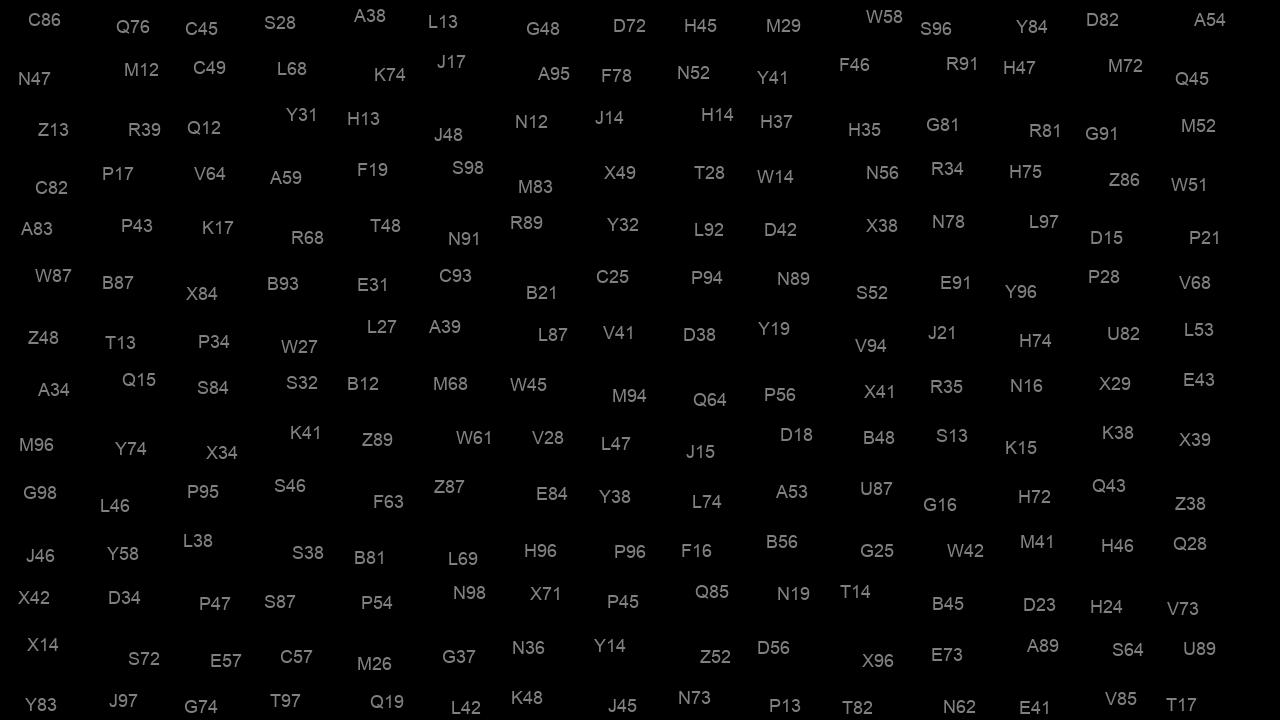 C86 Q76 C45 S28 A38 L13 G48 D72 H45 M29 W58 S96 Y84 D82 A54
N47 M12 C49 L68 K74 J17 A95 F78 N52 Y41 F46 R91 H47 M72 Q45
Z13 R39 Q12 Y31 H13 J48 N12 J14 H14 H37 H35 G81 R81 G91 M52
C82 P17 V64 A59 F19 S98 M83 X49 T28 W14 N56 R34 H75 Z86 W51
A83 P43 K17 R68 T48 N91 R89 Y32 L92 D42 X38 N78 L97 D15 P21
W87 B87 X84 B93 E31 C93 B21 C25 P94 N89 S52 E91 Y96 P28 V68
Z48 T13 P34 W27 L27 A39 L87 V41 D38 Y19 V94 J21 H74 U82 L53
A34 Q15 S84 S32 B12 M68 W45 M94 Q64 P56 X41 R35 N16 X29 E43
M96 Y74 X34 K41 Z89 W61 V28 L47 J15 D18 B48 S13 K15 K38 X39
G98 L46 P95 S46 F63 Z87 E84 Y38 L74 A53 U87 G16 H72 Q43 Z38
J46 Y58 L38 S38 B81 L69 H96 P96 F16 B56 G25 W42 M41 H46 Q28
X42 D34 P47 S87 P54 N98 X71 P45 Q85 N19 T14 B45 D23 H24 V73
X14 S72 E57 C57 M26 G37 N36 Y14 Z52 D56 X96 E73 A89 S64 U89
Y83 J97 G74 T97 Q19 L42 K48 J45 N73 P13 T82 N62 E41 V85 T17